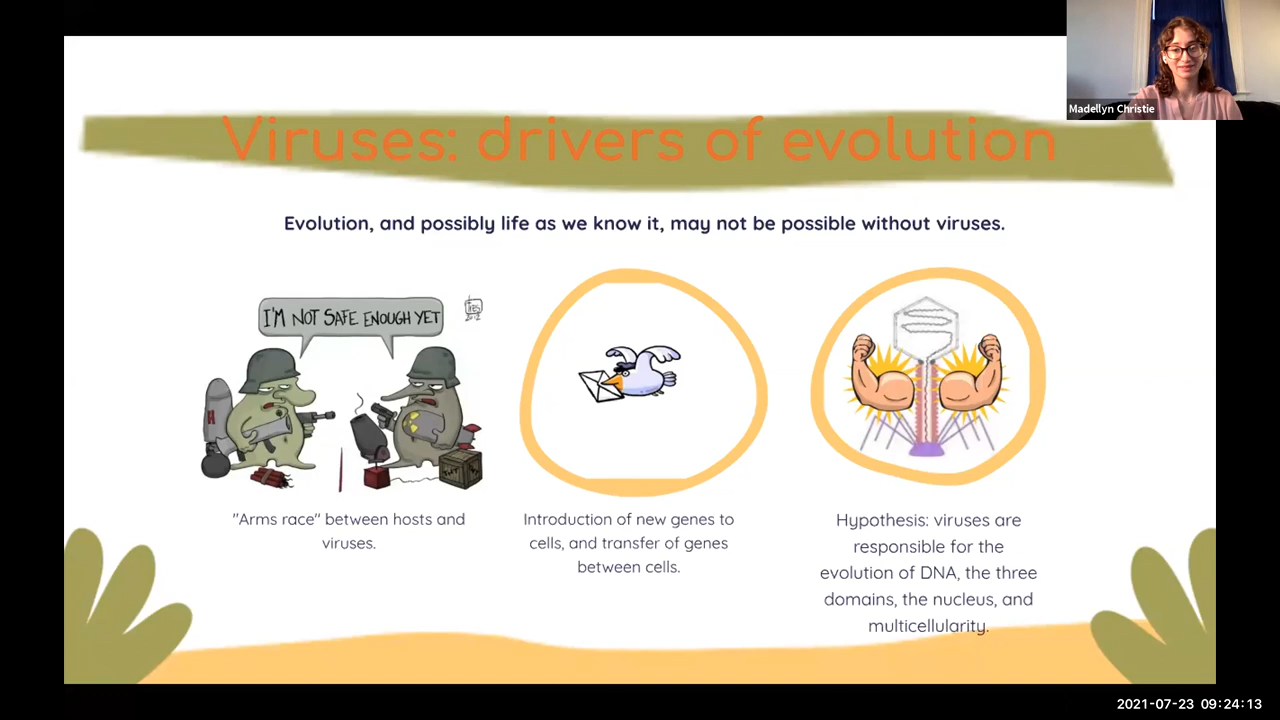 Madellyn Christie
Viruses: drivers of evolution
Evolution, and possibly life as we know it, may not be possible without viruses.
I'M NOT SAFE ENOUGH YET
2012
H
"Arms race" between hosts and
viruses.
Introduction of new genes to
cells, and transfer of genes
between cells.
Hypothesis: viruses are
responsible for the
evolution of DNA, the three
domains, the nucleus, and
multicellularity.
2021-07-23 09:24:13